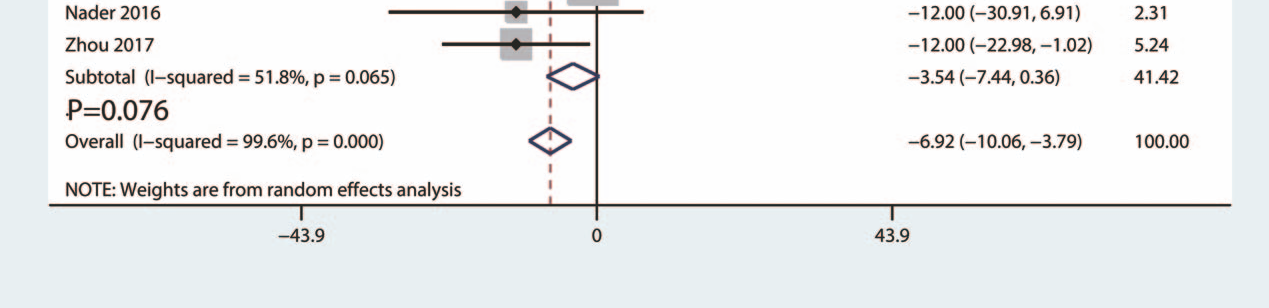 Nader 2016 −12.00 (−30.91, 6.91) 2.31
Zhou 2017 −12.00 (−22.98, −1.02) 5.24
Subtotal (I−squared = 51.8%, p = 0.065) −3.54 (−7.44, 0.36) 41.42
.P=0.076
Overall (I−squared = 99.6%, p = 0.000) −6.92 (−10.06, −3.79) 100.00
NOTE: Weights are from random effects analysis
−43.9 0 43.9